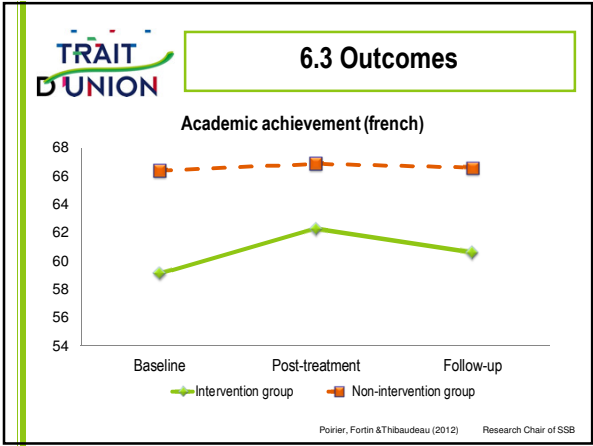 TRAIT
D'UNION
6.3 Outcomes
Academic achievement (french)
68
66
64
62
60
58
56
54
Baseline Post-treatment Follow-up
Intervention group Non-intervention group
Poirier, Fortin &Thibaudeau (2012) Research Chair of SSB